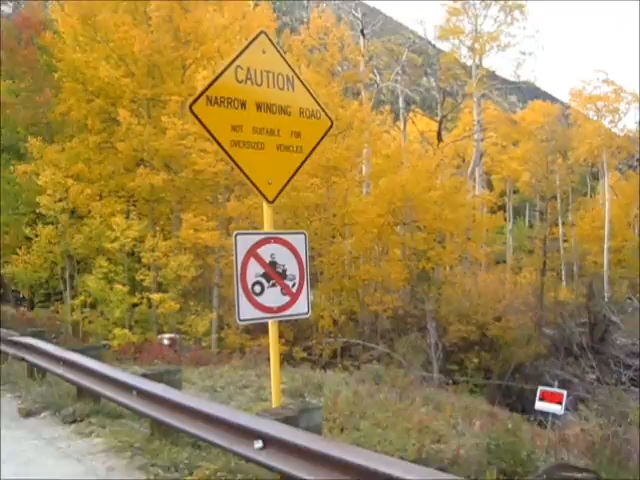 CAUTION
NARROW WINDING ROAD
NOT SUITABLE FOR
OVERSIZED VEHICLES